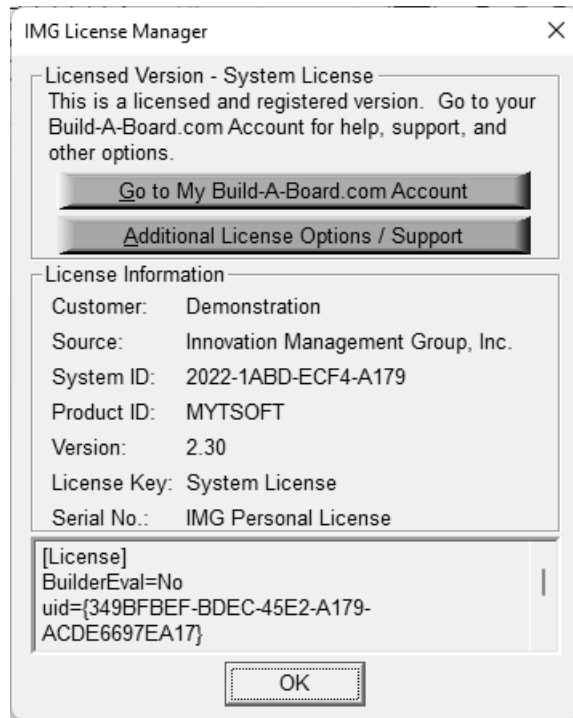 IMG License Manager
Licensed Version - System License
This is a licensed and registered version. Go to your
Build-A-Board.com Account for help, support, and
other options.
Go to My Build-A-Board.com Account
Additional License Options / Support
License Information
Customer: Demonstration
Source: Innovation Management Group, Inc.
System ID: 2022-1ABD-ECF4-A179
Product ID: MYTSOFT
Version: 2.30
License Key: System License
Serial No.: IMG Personal License
[License]
BuilderEval=No
uid={349BFBEF-BDEC-45E2-A179-
ACDE6697EA17}
OK